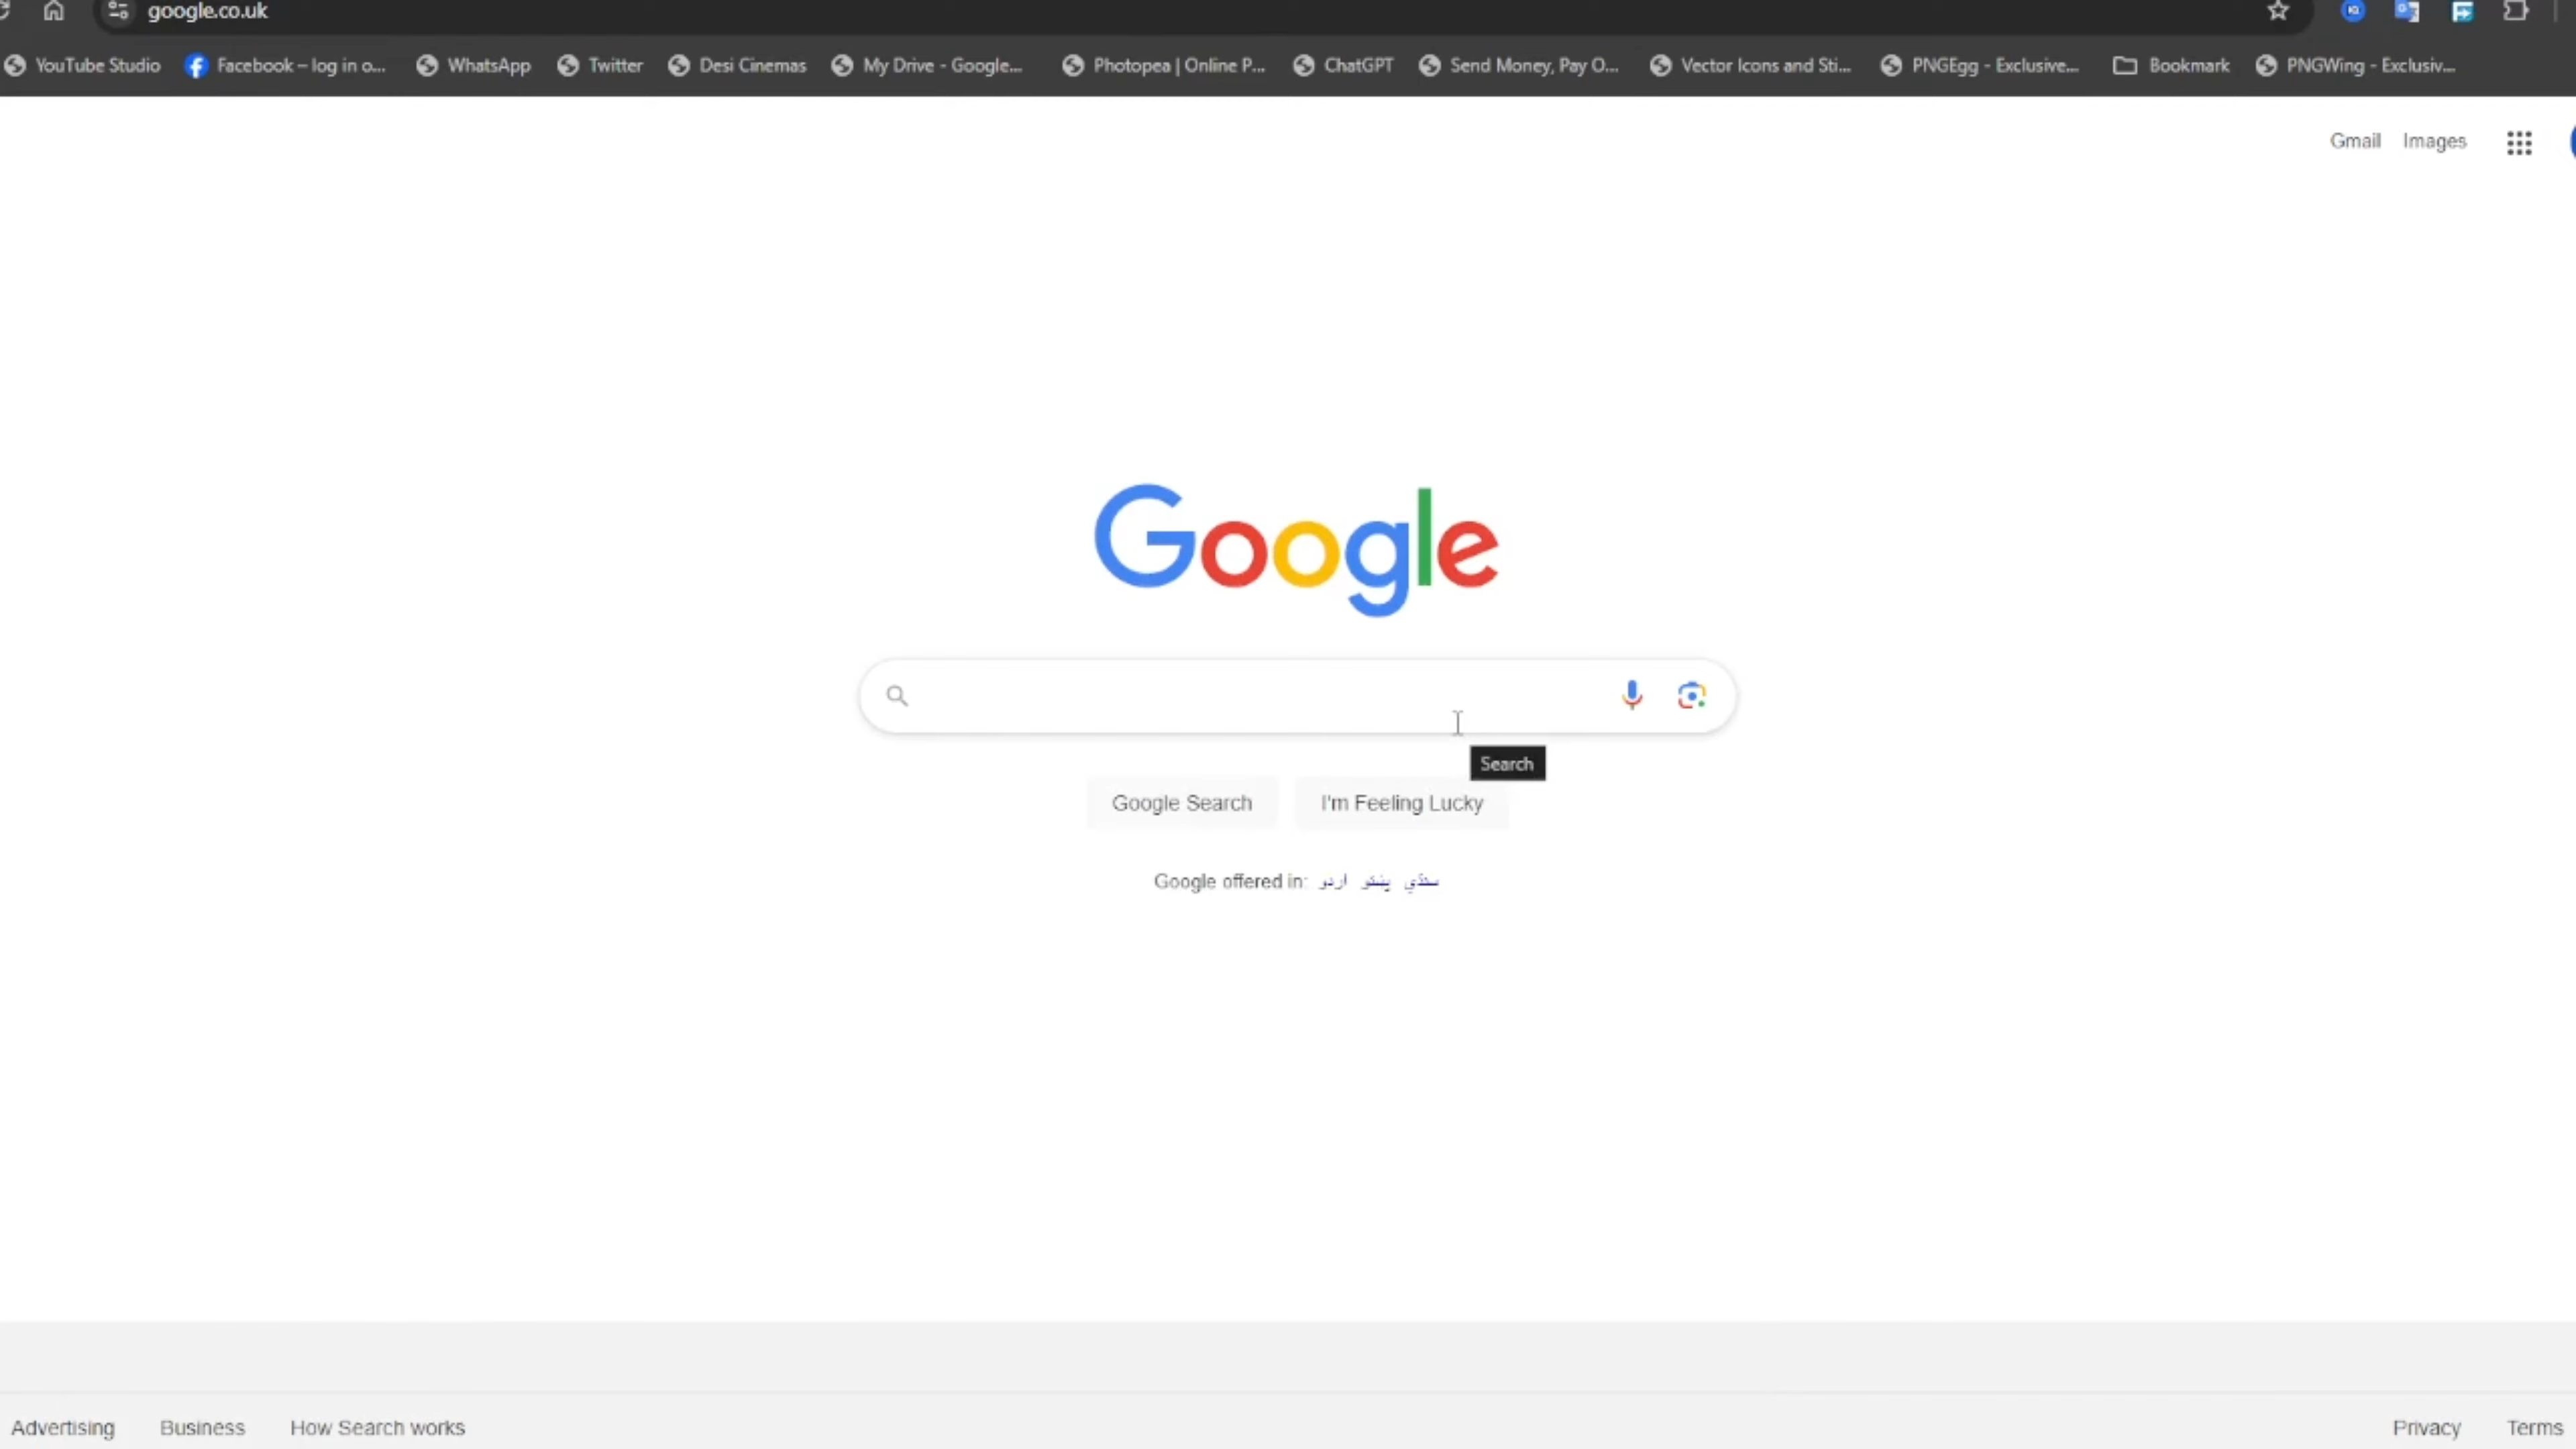 google.co.uk
YouTube Studio Facebook – log in o... WhatsApp Twitter Desi Cinemas My Drive - Google... Photopea | Online P... ChatGPT Send Money, Pay O... Vector Icons and Sti... PNGEgg - Exclusive... Bookmark PNGWing - Exclusiv...
Gmail Images
Google
Search
Google Search I'm Feeling Lucky
Google offered in: اردو پښتو سنڌي
Advertising Business How Search works Privacy Terms